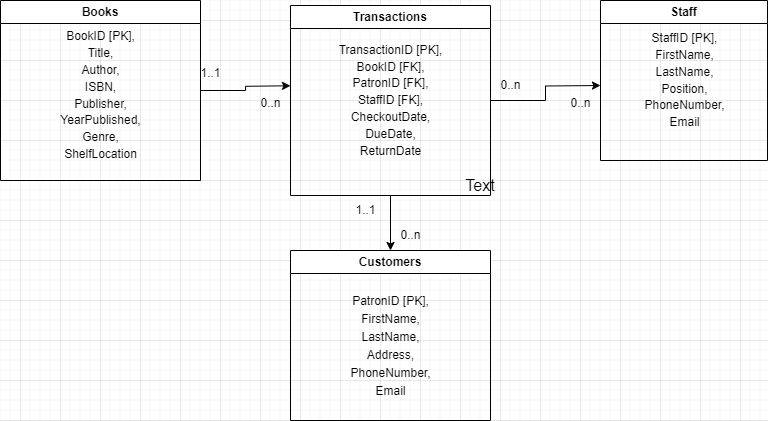 Books
BookID [PK],
Title,
Author,
ISBN,
Publisher,
YearPublished,
Genre,
ShelfLocation
1..1
0..n
Transactions
TransactionID [PK],
BookID [FK],
PatronID [FK],
StaffID [FK],
CheckoutDate,
DueDate,
ReturnDate
Text
0..n
0..n
Staff
StaffID [PK],
FirstName,
LastName,
Position,
PhoneNumber,
Email
1..1
0..n
Customers
PatronID [PK],
FirstName,
LastName,
Address,
PhoneNumber,
Email